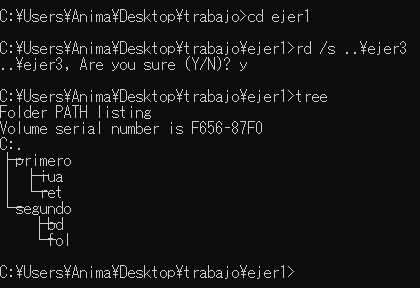 C:¥Users¥Anima¥Desktop¥trabajo>cd ejer1
C:¥Users¥Anima¥Desktop¥trabajo¥ejer1>rd /s ..¥ejer3
..¥ejer3, Are you sure (Y/N)? y
C:¥Users¥Anima¥Desktop¥trabajo¥ejer1>tree
Folder PATH listing
Volume serial number is F656-87F0
C:.
├─primero
│  ├─iua
│  └─ret
└─segundo
    ├─bd
    └─fol
C:¥Users¥Anima¥Desktop¥trabajo¥ejer1>